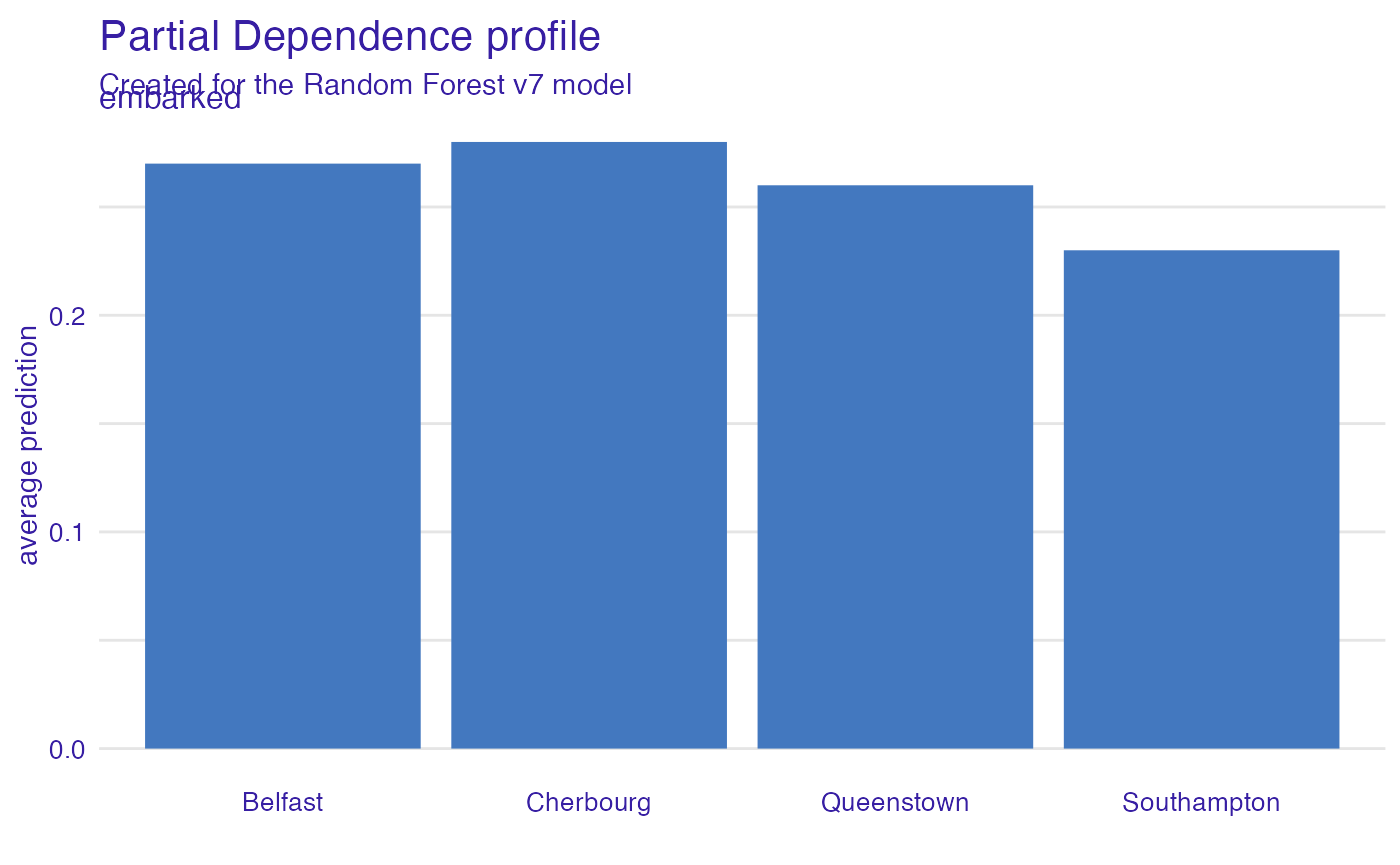 Partial Dependence profile
Created for the Random Forest v7 model
embarked
average prediction
0.2
0.1
0.0
Belfast
Cherbourg
Queenstown
Southampton